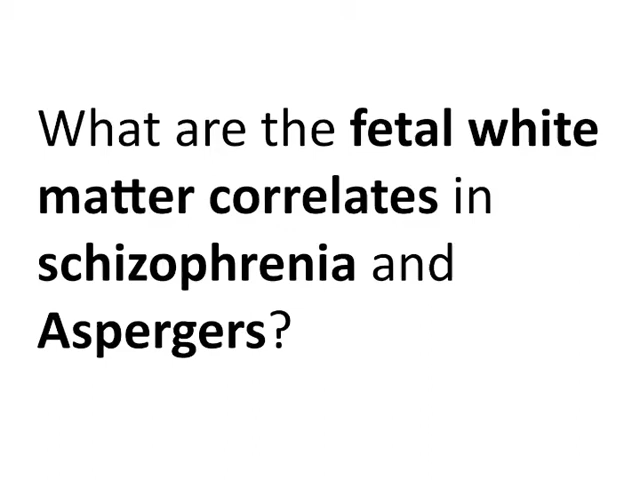 What are the fetal white
matter correlates in
schizophrenia and
Aspergers?